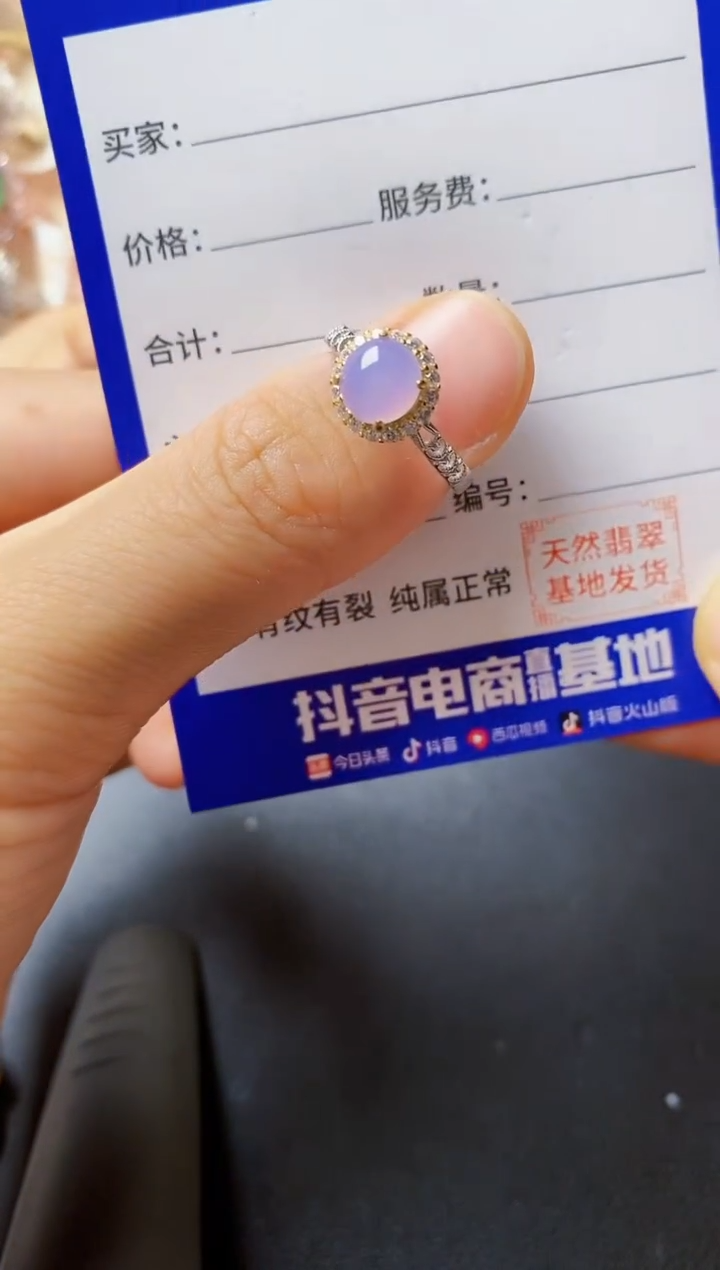 买家：
服务费：
价格：
数量：
合计：
编号：
天然翡翠
基地发货
有纹有裂 纯属正常
抖音电商直播基地
今日头条 抖音 西瓜视频 抖音火山版